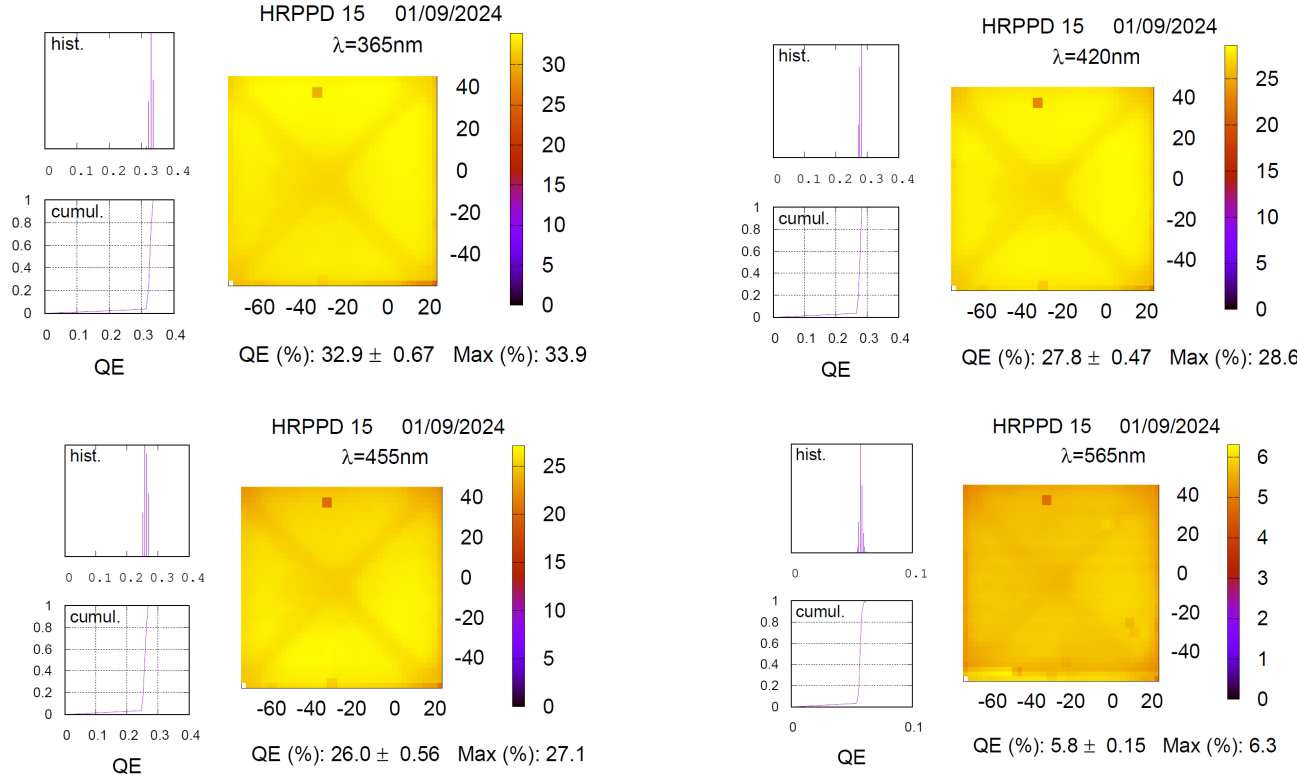 HRPPD 15 01/09/2024
λ=365nm
hist.
0 0.1 0.2 0.3 0.4
cumul.
1
0.8
0.6
0.4
0.2
0
0 0.1 0.2 0.3 0.4
QE
40
20
0
-20
-40
-60 -40 -20 0 20
30
25
20
15
10
5
0
QE (%): 32.9 ± 0.67 Max (%): 33.9
HRPPD 15 01/09/2024
λ=420nm
hist.
0 0.1 0.2 0.3 0.4
cumul.
1
0.8
0.6
0.4
0.2
0
0 0.1 0.2 0.3 0.4
QE
40
20
0
-20
-40
-60 -40 -20 0 20
25
20
15
10
5
0
QE (%): 27.8 ± 0.47 Max (%): 28.6
HRPPD 15 01/09/2024
λ=455nm
hist.
0 0.1 0.2 0.3 0.4
cumul.
1
0.8
0.6
0.4
0.2
0
0 0.1 0.2 0.3 0.4
QE
40
20
0
-20
-40
-60 -40 -20 0 20
25
20
15
10
5
0
QE (%): 26.0 ± 0.56 Max (%): 27.1
HRPPD 15 01/09/2024
λ=565nm
hist.
0 0.1
cumul.
1
0.8
0.6
0.4
0.2
0
0 0.1
QE
40
20
0
-20
-40
-60 -40 -20 0 20
6
5
4
3
2
1
0
QE (%): 5.8 ± 0.15 Max (%): 6.3